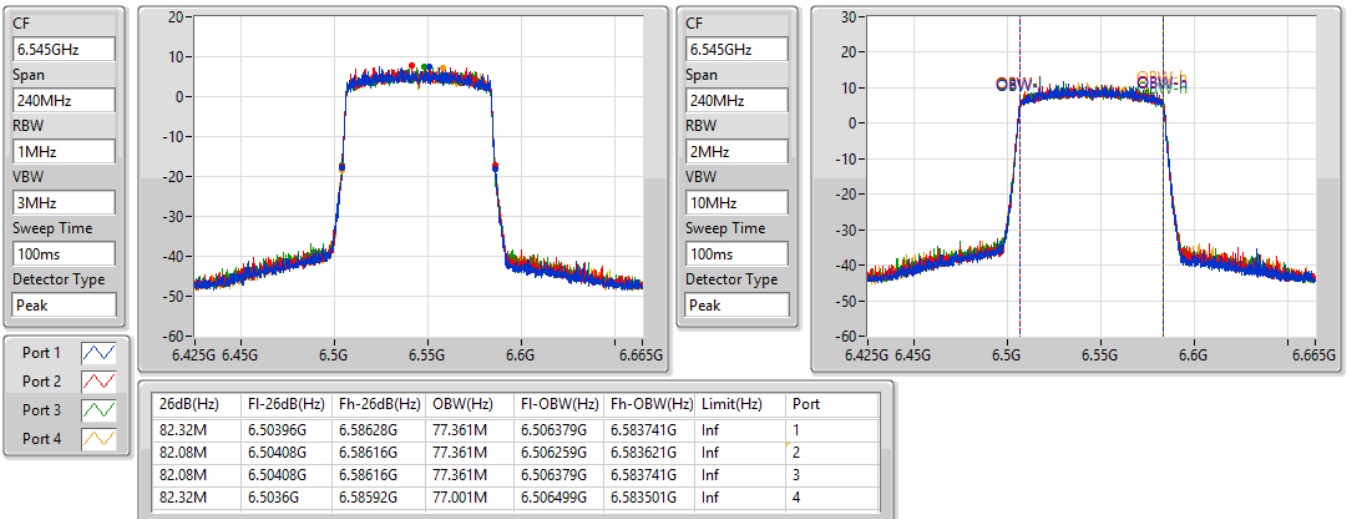 CF
6.545GHz
Span
240MHz
RBW
1MHz
VBW
3MHz
Sweep Time
100ms
Detector Type
Peak
20
10
0
-10
-20
-30
-40
-50
-60
6.425G 6.45G 6.5G 6.55G 6.6G 6.665G
CF
6.545GHz
Span
240MHz
RBW
2MHz
VBW
10MHz
Sweep Time
100ms
Detector Type
Peak
30
20
10
0
-10
-20
-30
-40
-50
-60
OBW-l OBW-h
6.425G 6.45G 6.5G 6.55G 6.6G 6.665G
Port 1
Port 2
Port 3
Port 4
26dB(Hz) Fl-26dB(Hz) Fh-26dB(Hz) OBW(Hz) Fl-OBW(Hz) Fh-OBW(Hz) Limit(Hz) Port
82.32M 6.50396G 6.58628G 77.361M 6.506379G 6.583741G Inf 1
82.08M 6.50408G 6.58616G 77.361M 6.506259G 6.583621G Inf 2
82.08M 6.50408G 6.58616G 77.361M 6.506379G 6.583741G Inf 3
82.32M 6.5036G 6.58592G 77.001M 6.506499G 6.583501G Inf 4